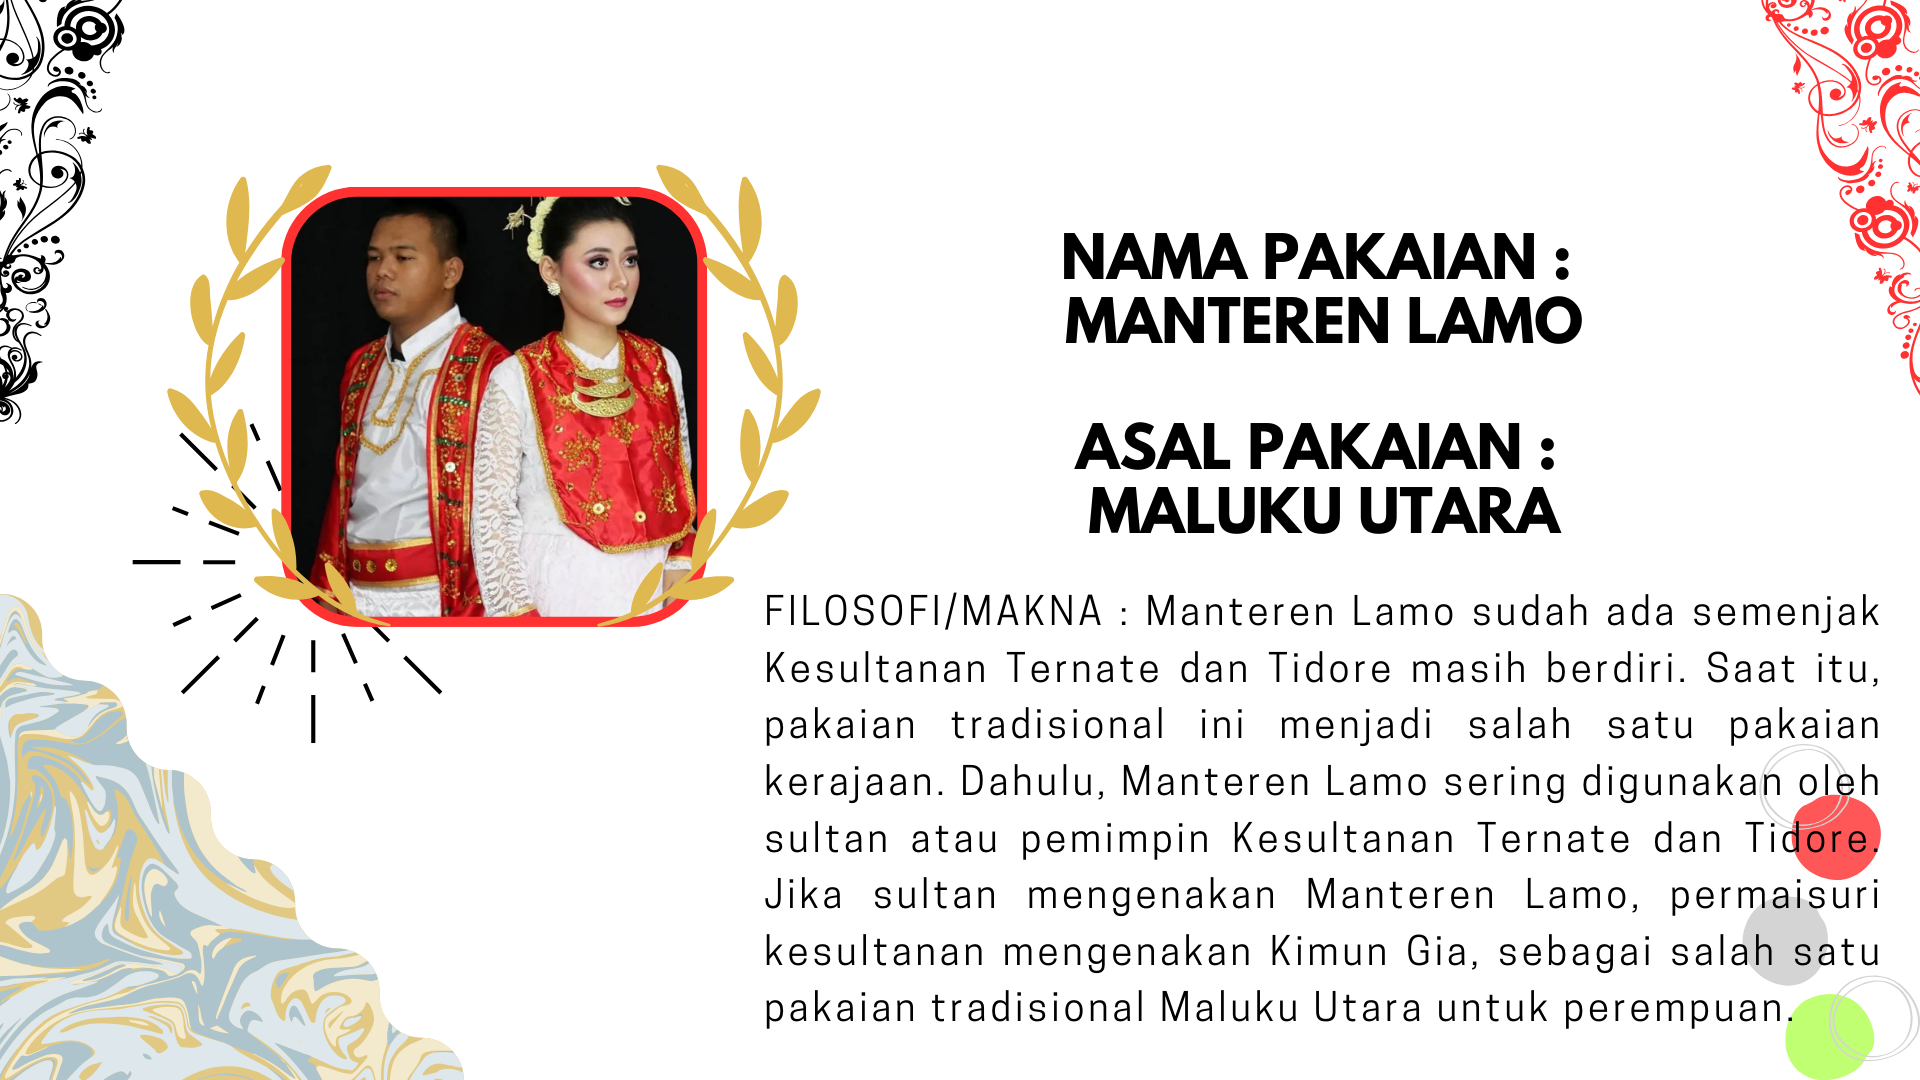 NAMA PAKAIAN :
MANTEREN LAMO
ASAL PAKAIAN :
MALUKU UTARA
FILOSOFI/MAKNA : Manteren Lamo sudah ada semenjak
Kesultanan Ternate dan Tidore masih berdiri. Saat itu,
pakaian tradisional ini menjadi salah satu pakaian
kerajaan. Dahulu, Manteren Lamo sering digunakan oleh
sultan atau pemimpin Kesultanan Ternate dan Tidore.
Jika sultan mengenakan Manteren Lamo, permaisuri
kesultanan mengenakan Kimun Gia, sebagai salah satu
pakaian tradisional Maluku Utara untuk perempuan.